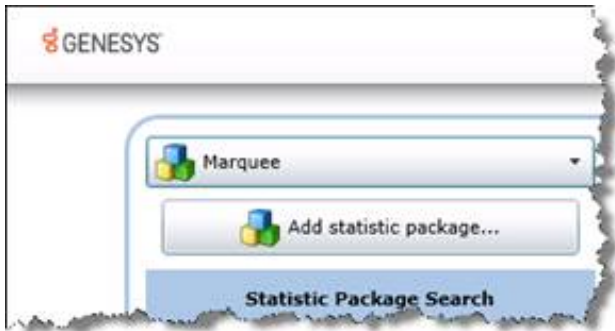 GENESYS
Marquee
Add statistic package...
Statistic Package Search